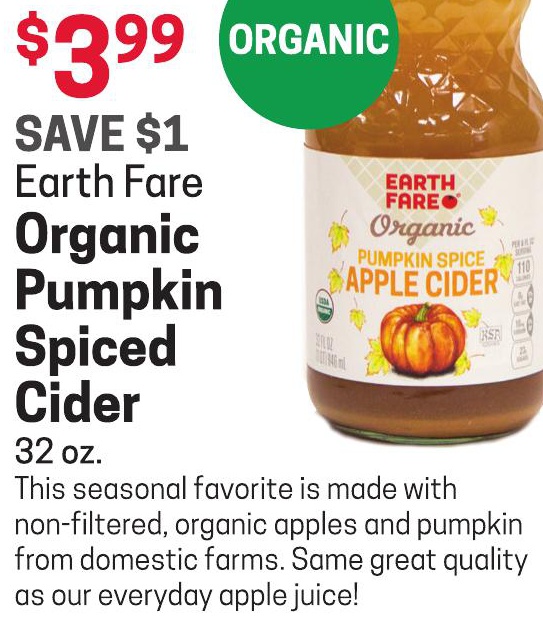 $3.99
ORGANIC
SAVE $1
Earth Fare
Organic
Pumpkin
Spiced
Cider
32 oz.
This seasonal favorite is made with
non-filtered, organic apples and pumpkin
from domestic farms. Same great quality
as our everyday apple juice!
EARTH
FARE
Organic
PUMPKIN SPICE
APPLE CIDER
USDA
ORGANIC
110